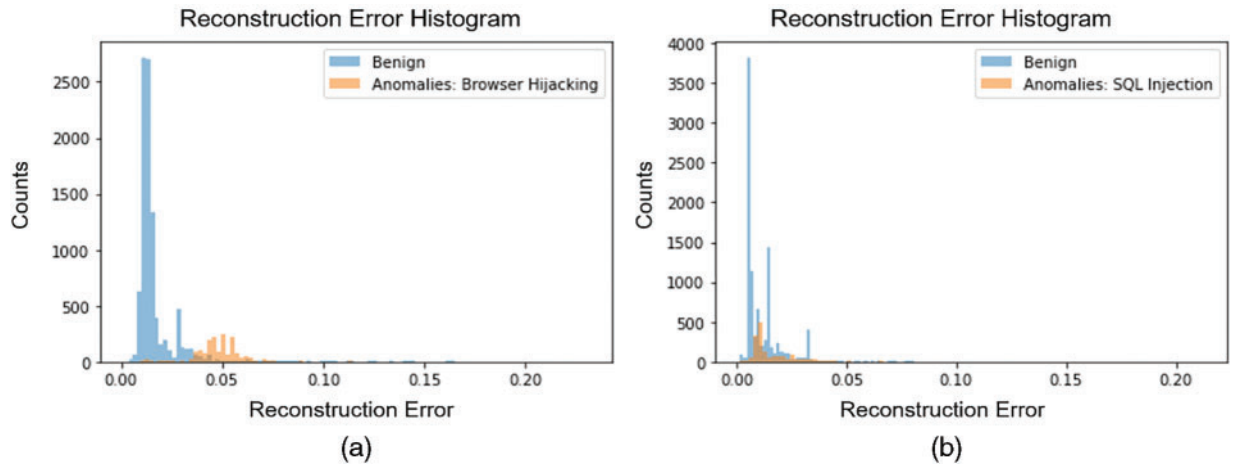 Reconstruction Error Histogram
Benign
Anomalies: Browser Hijacking
Counts
2500
2000
1500
1000
500
0
0.00 0.05 0.10 0.15 0.20
Reconstruction Error
(a)
Reconstruction Error Histogram
Benign
Anomalies: SQL Injection
Counts
4000
3500
3000
2500
2000
1500
1000
500
0
0.00 0.05 0.10 0.15 0.20
Reconstruction Error
(b)